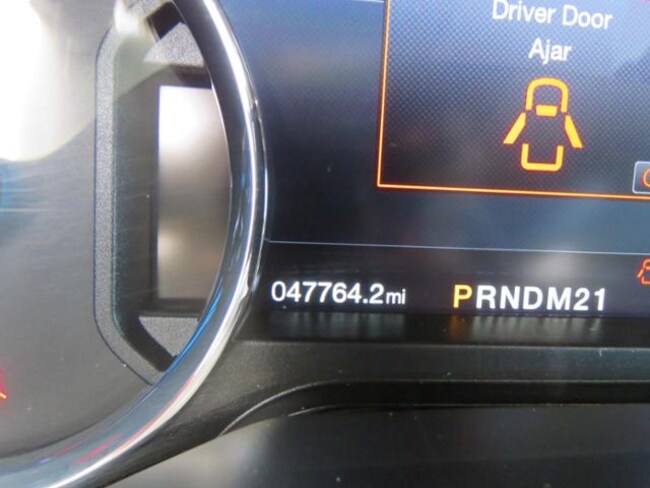 Driver Door
Ajar
047764.2mi
PRNDM21